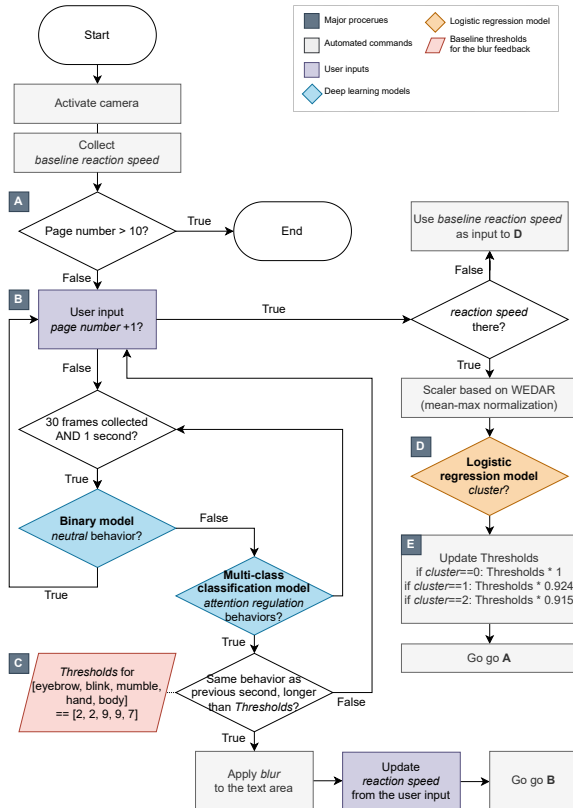 Start
Major procerues
Automated commands
User inputs
Deep learning models
Logistic regression model
Baseline thresholds
for the blur feedback
Activate camera
Collect
baseline reaction speed
A
Page number > 10?
True
End
False
Use baseline reaction speed
as input to D
False
B
User input
page number +1?
True
reaction speed
there?
False
True
30 frames collected
AND 1 second?
Scaler based on WEDAR
(mean-max normalization)
True
D
Logistic
regression model
cluster?
Binary model
neutral behavior?
False
True
Multi-class
classification model
attention regulation
behaviors?
E
Update Thresholds
if cluster==0: Thresholds * 1
if cluster==1: Thresholds * 0.924
if cluster==2: Thresholds * 0.915
True
Go go A
C
Thresholds for
[eyebrow, blink, mumble,
hand, body]
== [2, 2, 9, 9, 7]
Same behavior as
previous second, longer
than Thresholds?
False
True
Apply blur
to the text area
Update
reaction speed
from the user input
Go go B